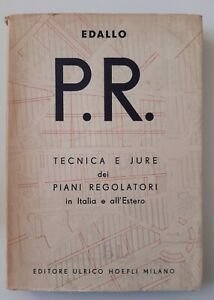 EDALLO
P.R.
TECNICA E JURE
dei
PIANI REGOLATORI
in Italia e all'Estero
EDITORE ULRICO HOEPLI MILANO